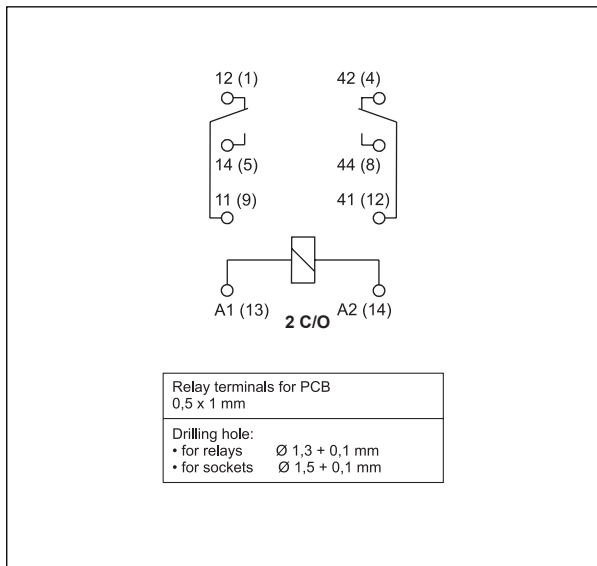 12 (1) 42 (4)
14 (5) 44 (8)
11 (9) 41 (12)
A1 (13) A2 (14)
2 C/O
Relay terminals for PCB
0,5 x 1 mm
Drilling hole:
• for relays Ø 1,3 + 0,1 mm
• for sockets Ø 1,5 + 0,1 mm